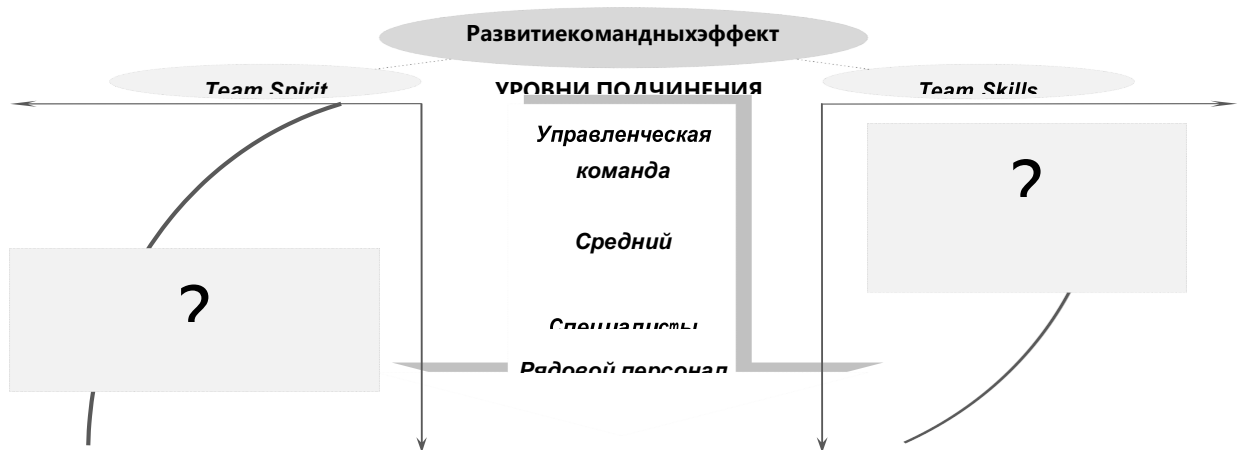 Развитиекомандныхэффект
Team Spirit
УРОВНИ ПОДЧИНЕНИЯ
Team Skills
Управленческая
команда
?
Средний
?
Специалисты
Рядовой персонал